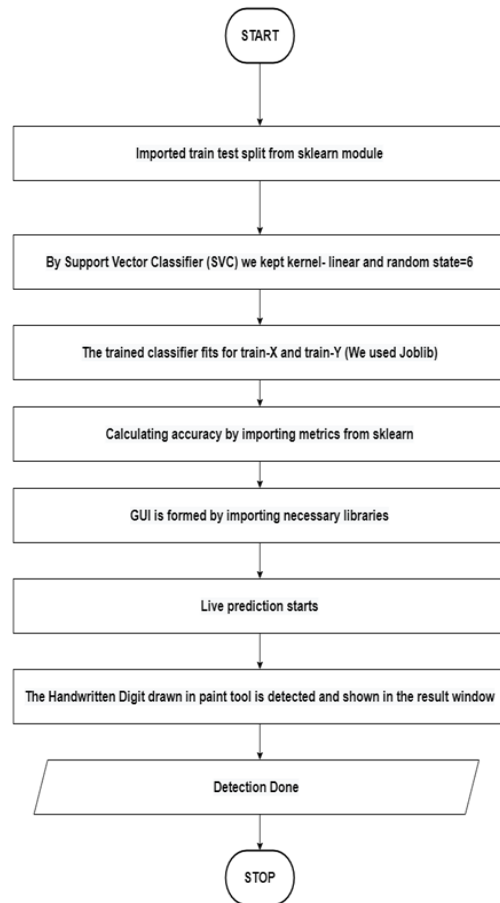 START
Imported train test split from sklearn module
By Support Vector Classifier (SVC) we kept kernel- linear and random state=6
The trained classifier fits for train-X and train-Y (We used Joblib)
Calculating accuracy by importing metrics from sklearn
GUI is formed by importing necessary libraries
Live prediction starts
The Handwritten Digit drawn in paint tool is detected and shown in the result window
Detection Done
STOP